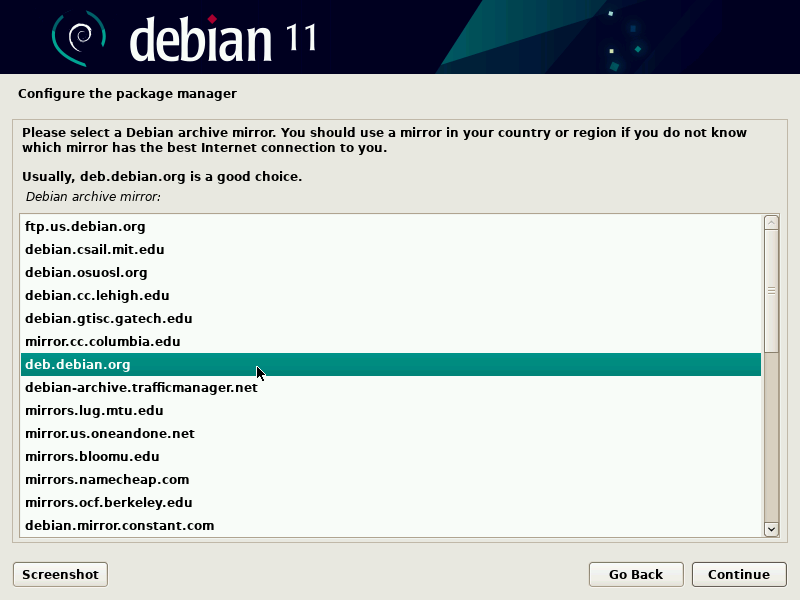 debian 11
Configure the package manager
Please select a Debian archive mirror. You should use a mirror in your country or region if you do not know
which mirror has the best Internet connection to you.
Usually, deb.debian.org is a good choice.
Debian archive mirror:
ftp.us.debian.org
debian.csail.mit.edu
debian.osuosl.org
debian.cc.lehigh.edu
debian.gtisc.gatech.edu
mirror.cc.columbia.edu
deb.debian.org
debian-archive.trafficmanager.net
mirrors.lug.mtu.edu
mirror.us.oneandone.net
mirrors.bloomu.edu
mirrors.namecheap.com
mirrors.ocf.berkeley.edu
debian.mirror.constant.com
Screenshot Go Back Continue